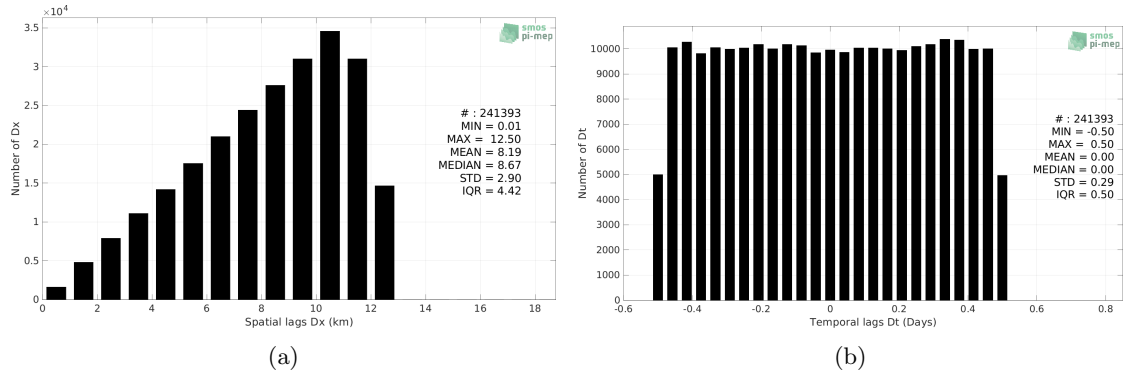 ×10⁴
3.5
3
2.5
2
1.5
1
0.5
0
Number of Dx
0 2 4 6 8 10 12 14 16 18
Spatial lags Dx (km)
smos
pi-mep
# : 241393
MIN = 0.01
MAX = 12.50
MEAN = 8.19
MEDIAN = 8.67
STD = 2.90
IQR = 4.42
(a)
10000
9000
8000
7000
6000
5000
4000
3000
2000
1000
0
Number of Dt
-0.6 -0.4 -0.2 0 0.2 0.4 0.6 0.8
Temporal lags Dt (Days)
smos
pi-mep
# : 241393
MIN = -0.50
MAX = 0.50
MEAN = 0.00
MEDIAN = 0.00
STD = 0.29
IQR = 0.50
(b)